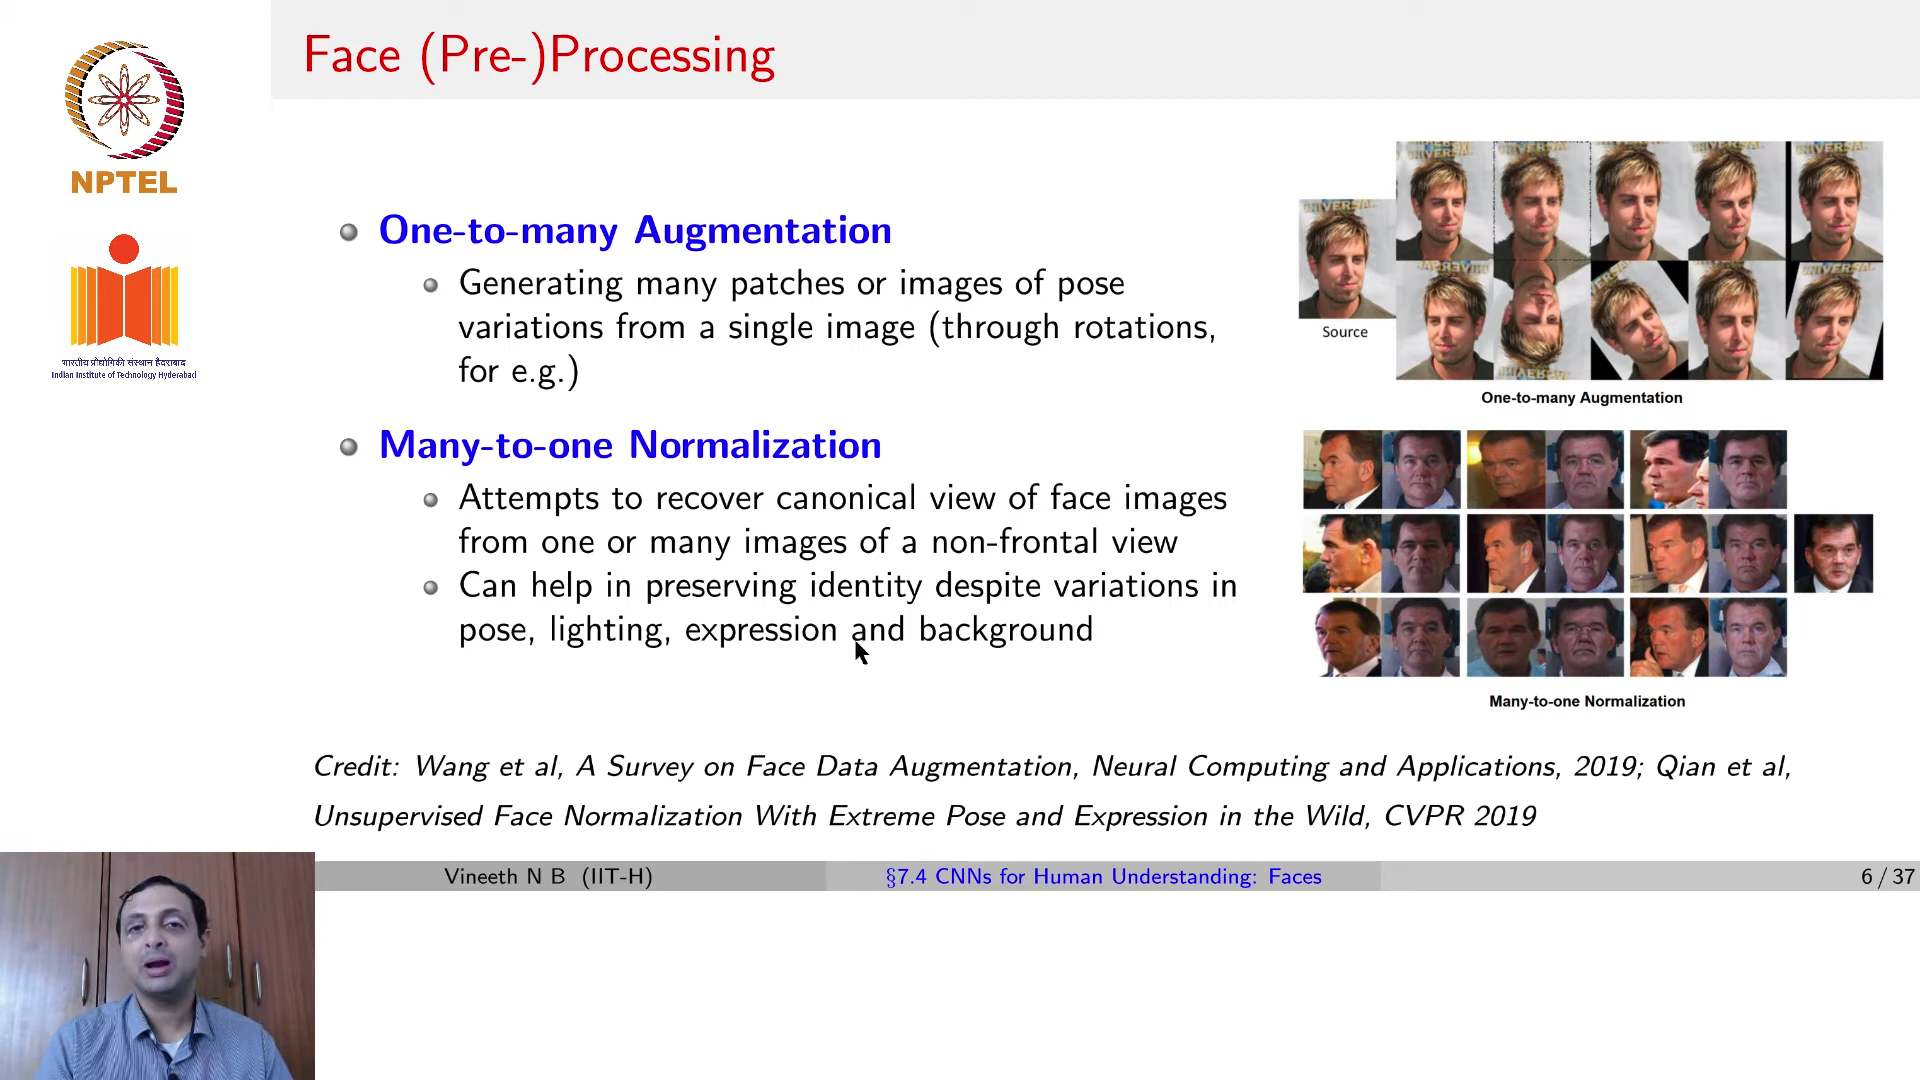 Face (Pre-)Processing
NPTEL
भारतीय प्रौद्योगिकी संस्थान हैदराबाद
Indian Institute of Technology Hyderabad
One-to-many Augmentation
Generating many patches or images of pose
variations from a single image (through rotations,
for e.g.)
Many-to-one Normalization
Attempts to recover canonical view of face images
from one or many images of a non-frontal view
Can help in preserving identity despite variations in
pose, lighting, expression and background
Source
One-to-many Augmentation
Many-to-one Normalization
Credit: Wang et al, A Survey on Face Data Augmentation, Neural Computing and Applications, 2019; Qian et al,
Unsupervised Face Normalization With Extreme Pose and Expression in the Wild, CVPR 2019
Vineeth N B (IIT-H)
§7.4 CNNs for Human Understanding: Faces
6 / 37